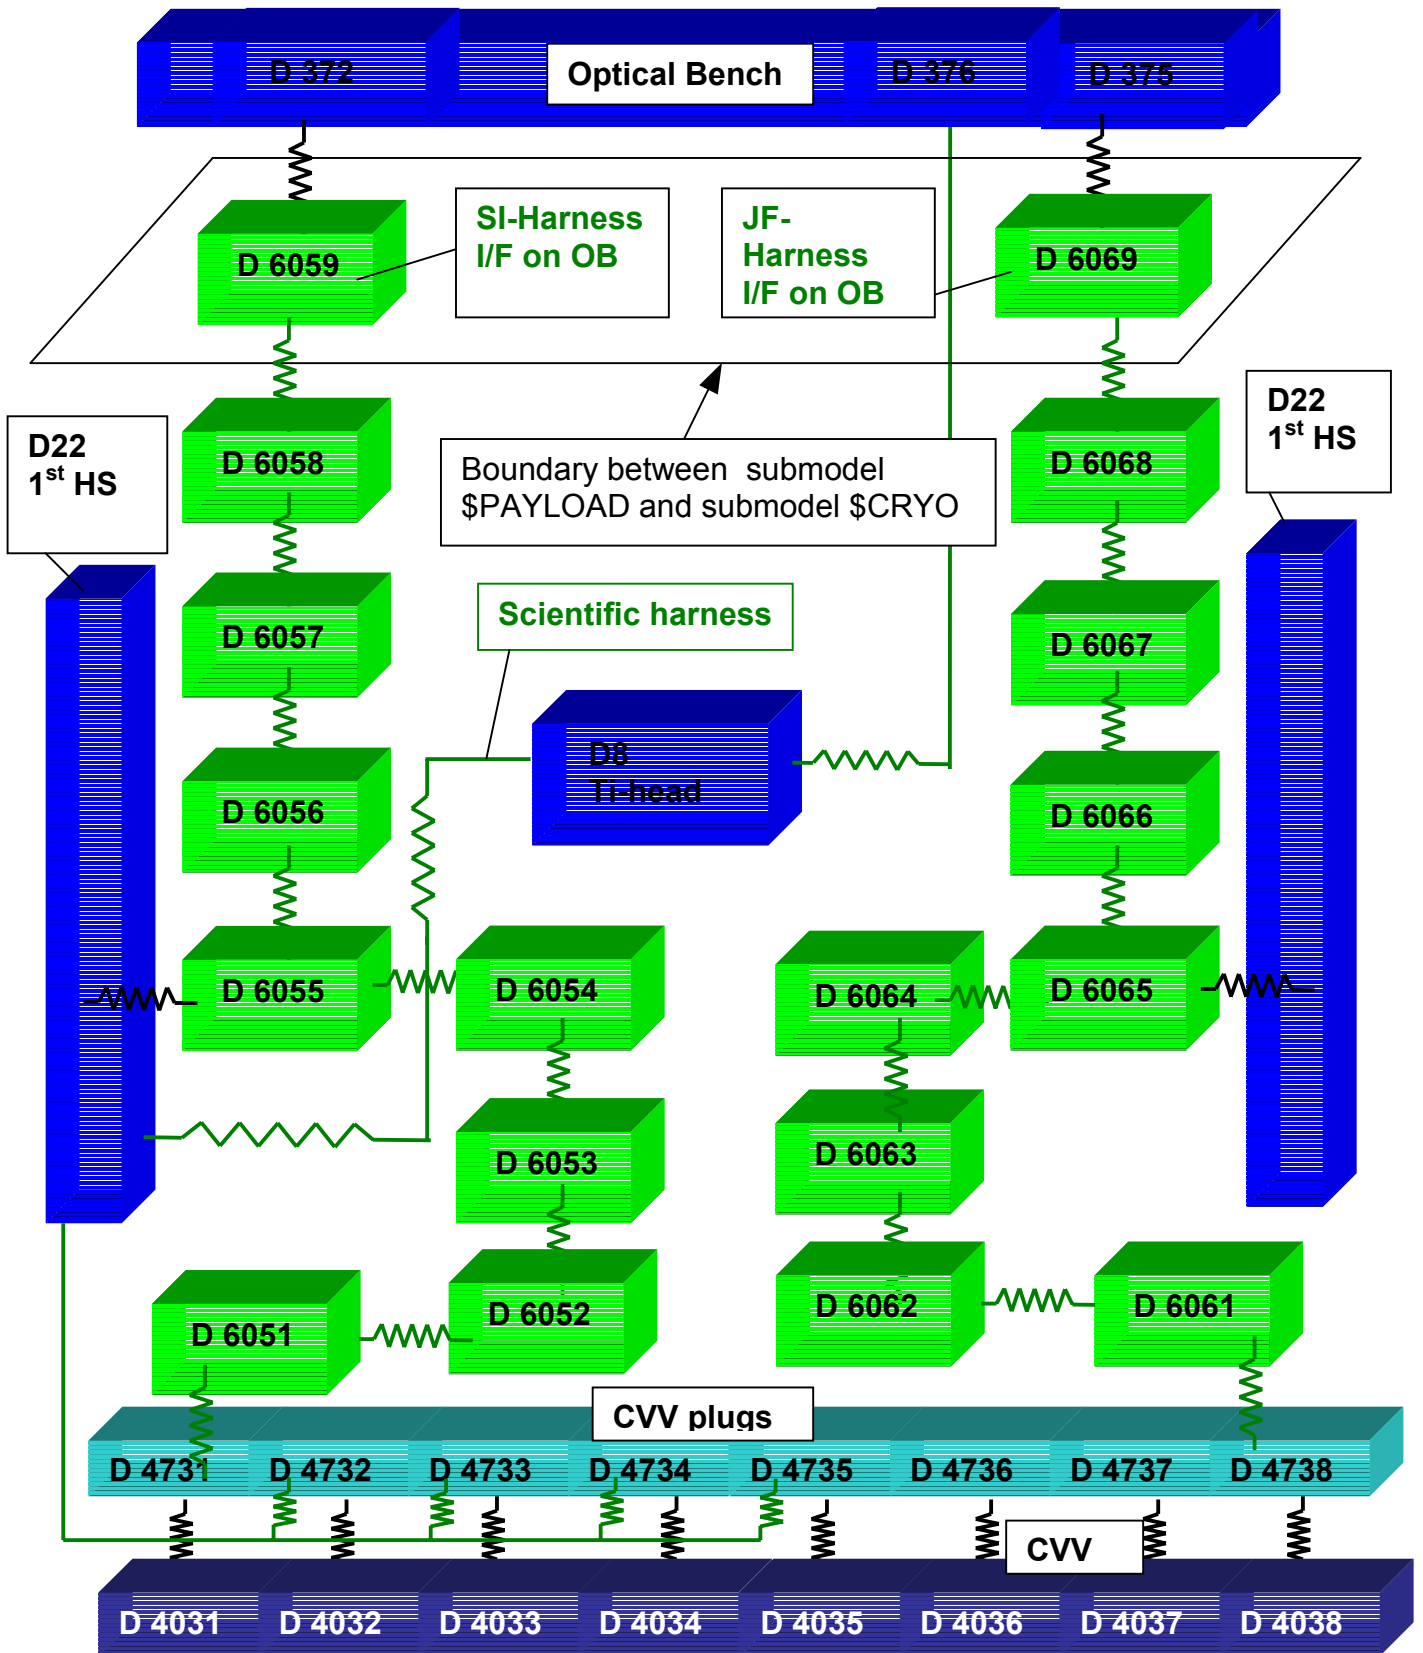 D 372
Optical Bench
D 376
D 375
SI-Harness
I/F on OB
JF-
Harness
I/F on OB
D 6059
D 6069
D22
1st HS
D22
1st HS
D 6058
Boundary between submodel
$PAYLOAD and submodel $CRYO
D 6068
D 6057
Scientific harness
D 6067
D8
Ti-head
D 6056
D 6066
D 6055
D 6054
D 6064
D 6065
D 6053
D 6063
D 6051
D 6052
D 6062
D 6061
CVV plugs
D 4731
D 4732
D 4733
D 4734
D 4735
D 4736
D 4737
D 4738
CVV
D 4031
D 4032
D 4033
D 4034
D 4035
D 4036
D 4037
D 4038